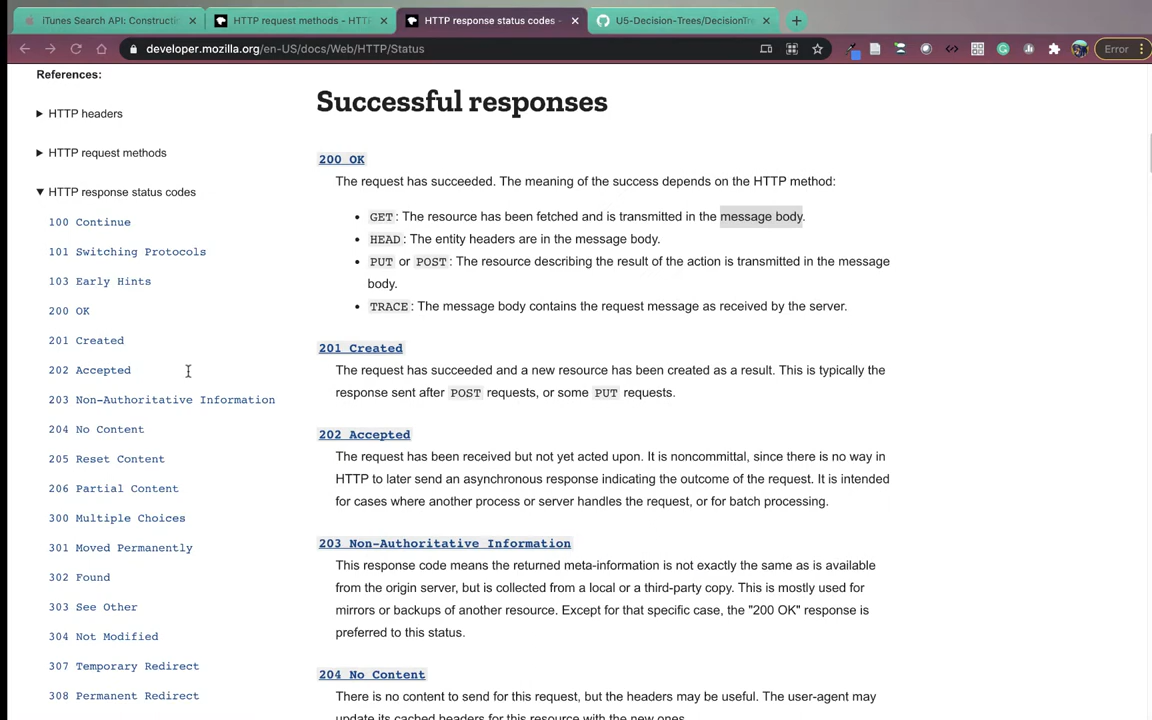 iTunes Search API: Constructi
HTTP request methods - HTT
HTTP response status codes -
U5-Decision-Trees/DecisionTre
developer.mozilla.org/en-US/docs/Web/HTTP/Status
Error
References:
HTTP headers
HTTP request methods
HTTP response status codes
100 Continue
101 Switching Protocols
103 Early Hints
200 OK
201 Created
202 Accepted
203 Non-Authoritative Information
204 No Content
205 Reset Content
206 Partial Content
300 Multiple Choices
301 Moved Permanently
302 Found
303 See Other
304 Not Modified
307 Temporary Redirect
308 Permanent Redirect
Successful responses
200 OK
The request has succeeded. The meaning of the success depends on the HTTP method:
• GET: The resource has been fetched and is transmitted in the message body.
• HEAD: The entity headers are in the message body.
• PUT or POST: The resource describing the result of the action is transmitted in the message
body.
• TRACE: The message body contains the request message as received by the server.
201 Created
The request has succeeded and a new resource has been created as a result. This is typically the
response sent after POST requests, or some PUT requests.
202 Accepted
The request has been received but not yet acted upon. It is noncommittal, since there is no way in
HTTP to later send an asynchronous response indicating the outcome of the request. It is intended
for cases where another process or server handles the request, or for batch processing.
203 Non-Authoritative Information
This response code means the returned meta-information is not exactly the same as is available
from the origin server, but is collected from a local or a third-party copy. This is mostly used for
mirrors or backups of another resource. Except for that specific case, the "200 OK" response is
preferred to this status.
204 No Content
There is no content to send for this request, but the headers may be useful. The user-agent may
update its cached headers for this resource with the new ones.